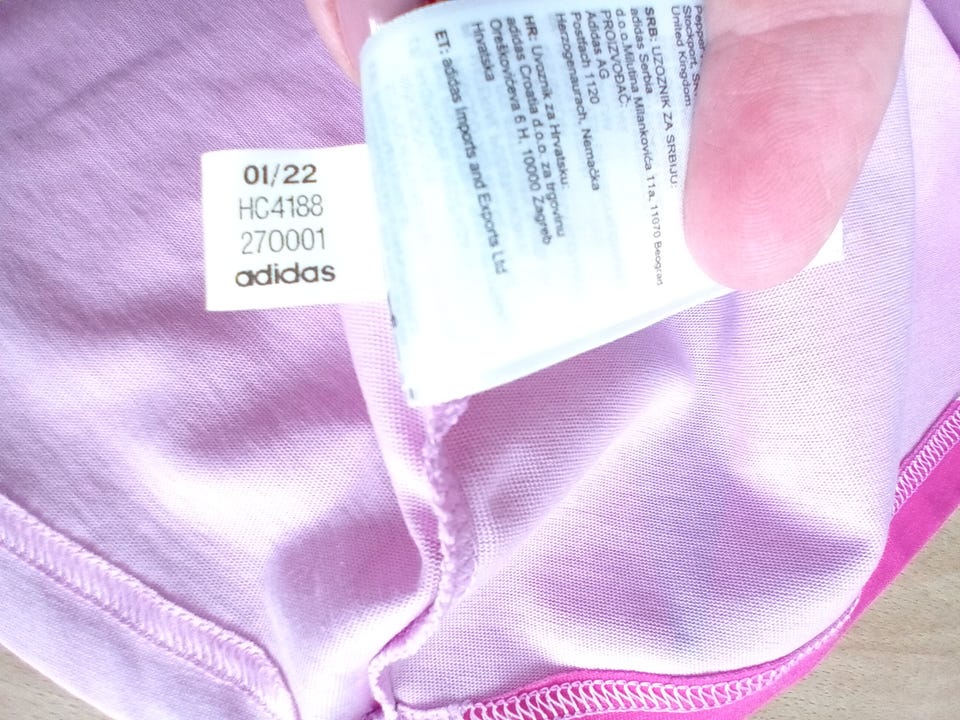 01/22
HC4188
270001
adidas
Stockport,
United Kingdom
SRB: UZOZNIK ZA SRBIJU:
adidas Serbia
d.o.o.Milutina Milankovića 11a, 11070 Beograd
PROIZVOĐAČ:
Adidas AG
Postfach 1120
Herzogenaurach, Nemačka
HR: Uvoznik za Hrvatsku:
adidas Croatia d.o.o. za trgovinu
Oreškovićeva 6 H, 10000 Zagreb
Hrvatska
ET: adidas Imports and Exports Ltd